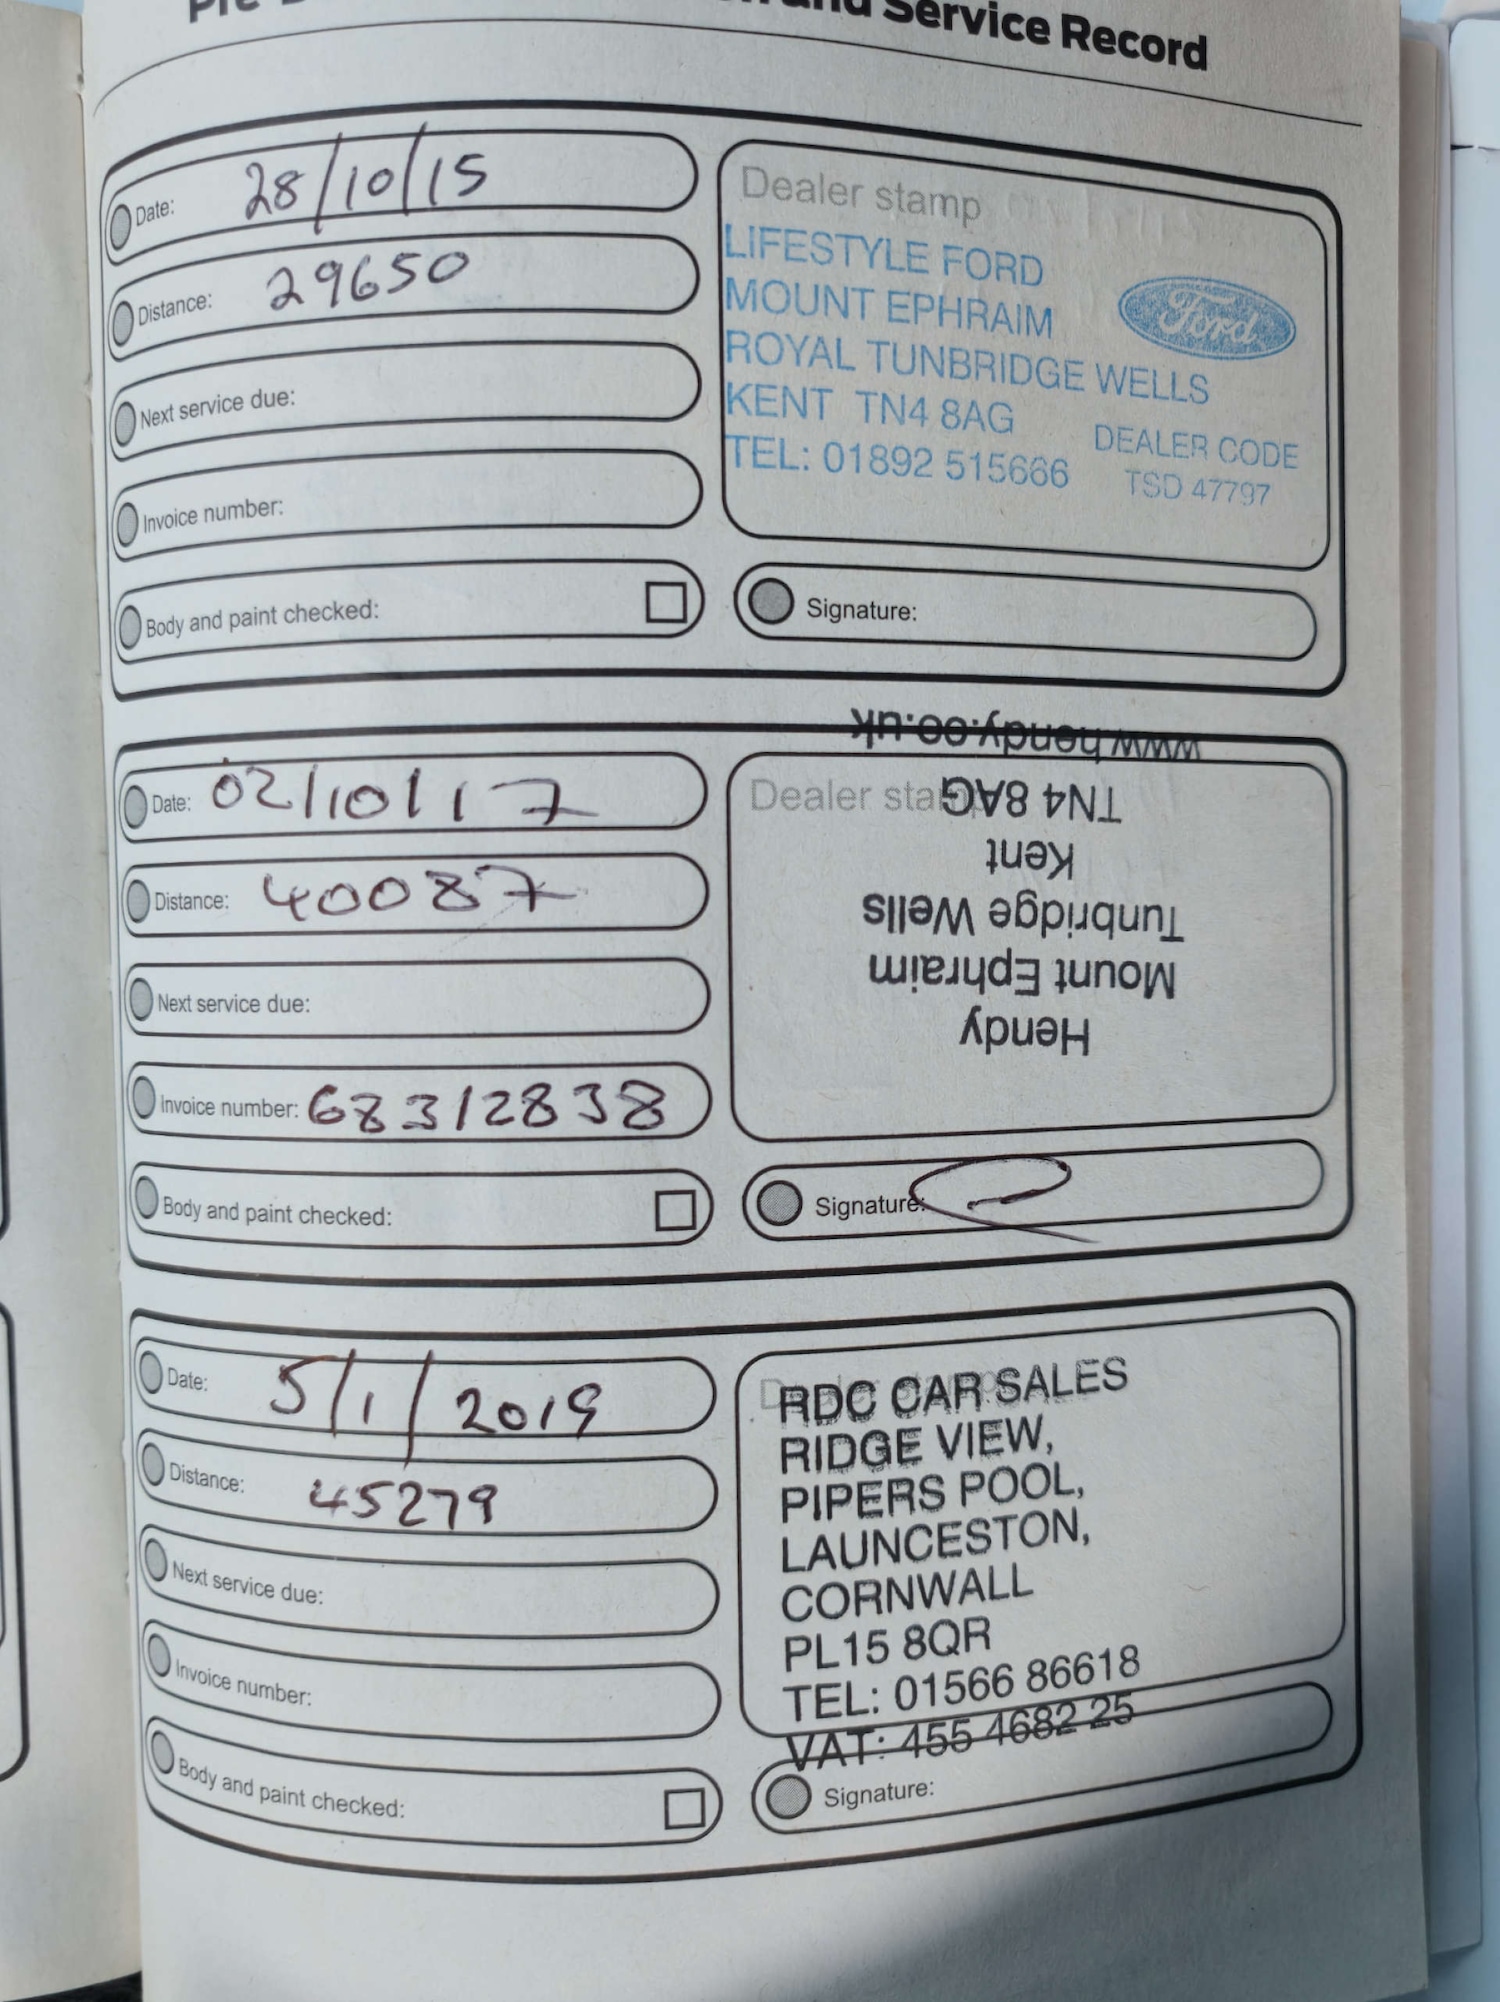 and Service Record
Date: 28/10/15
Distance: 29650
Next service due:
Invoice number:
Body and paint checked:
Dealer stamp
LIFESTYLE FORD
MOUNT EPHRAIM
Ford
ROYAL TUNBRIDGE WELLS
KENT TN4 8AG
DEALER CODE
TEL: 01892 515666
TSD 47797
Signature:
Date: 02/10/17
Distance: 40087
Next service due:
Invoice number: 68312838
Body and paint checked:
Dealer stamp
Hendy
Mount Ephraim
Tunbridge Wells
Kent
TN4 8AG
www.hendy.co.uk
Signature:
Date: 5/1/2019
Distance: 45279
Next service due:
Invoice number:
Body and paint checked:
RDC CAR SALES
RIDGE VIEW,
PIPERS POOL,
LAUNCESTON,
CORNWALL
PL15 8QR
TEL: 01566 86618
VAT: 455 4682 25
Signature: